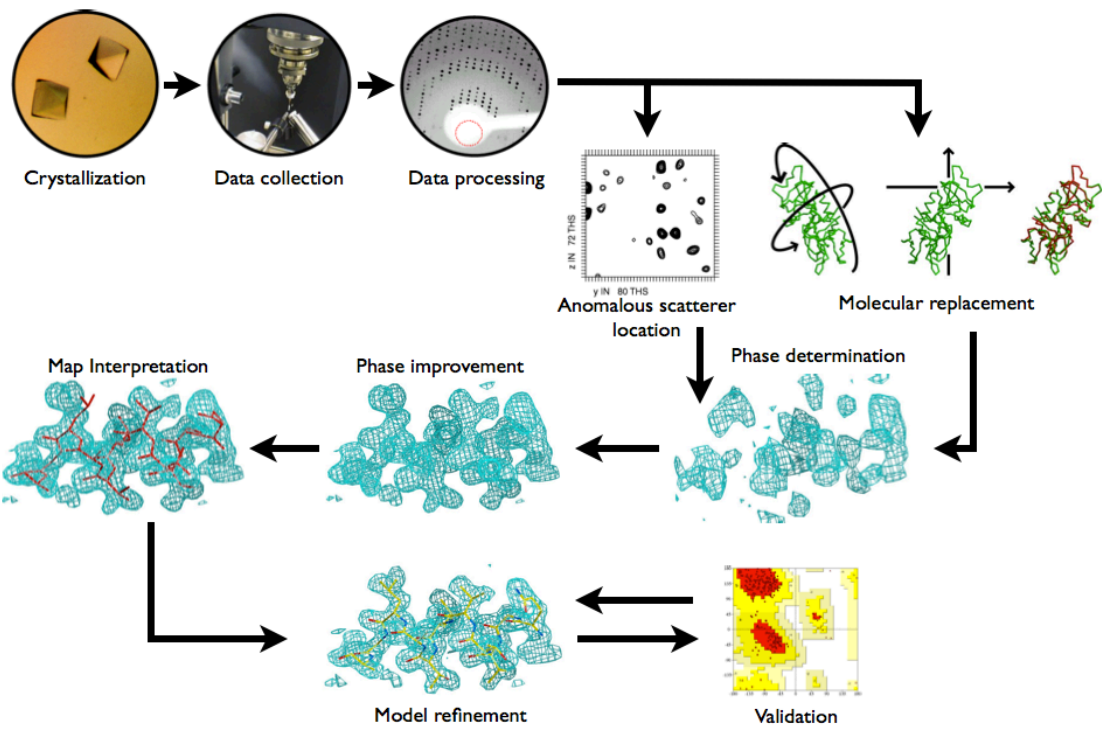 Crystallization
Data collection
Data processing
z IN 72 THS
y IN 80 THS
Anomalous scatterer
location
Molecular replacement
Map Interpretation
Phase improvement
Phase determination
Model refinement
Validation